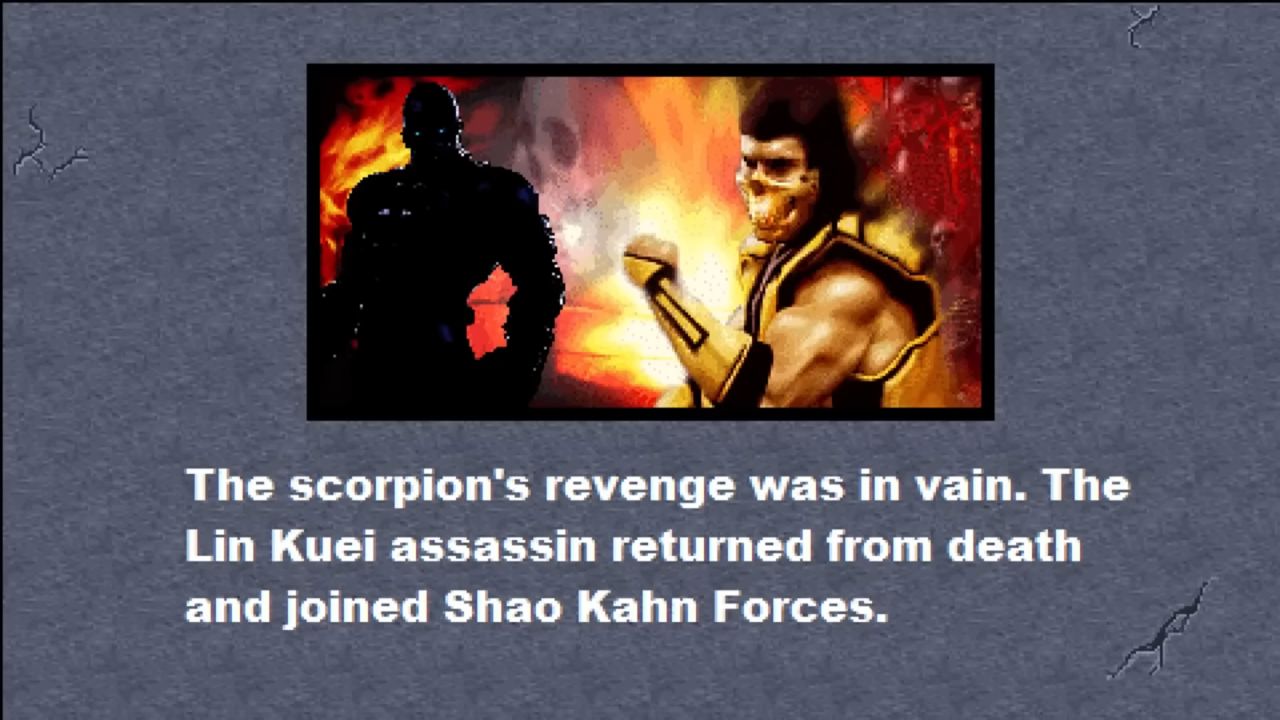 The scorpion's revenge was in vain. The
Lin Kuei assassin returned from death
and joined Shao Kahn Forces.